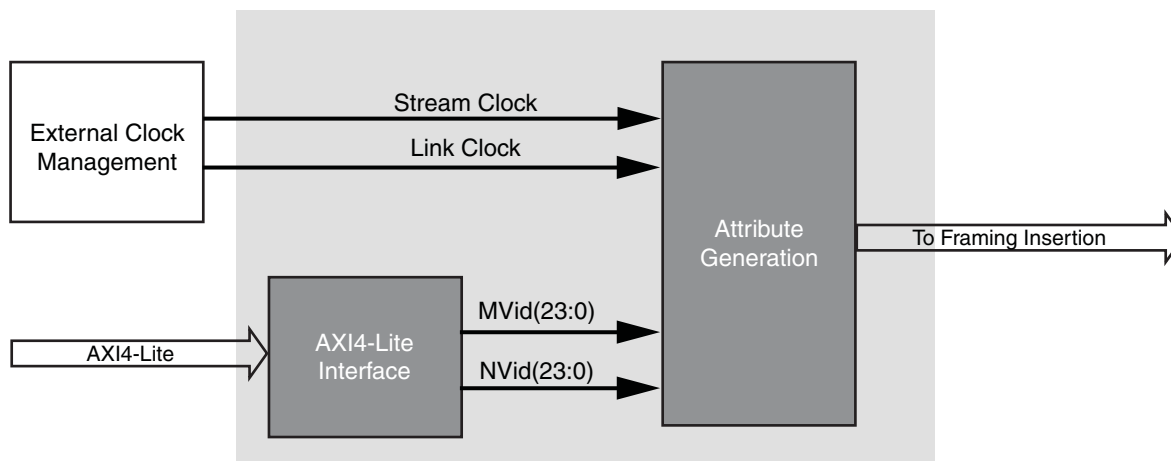 Stream Clock
External Clock
Management
Link Clock
Attribute
Generation
To Framing Insertion
MVid(23:0)
AXI4-Lite
AXI4-Lite
Interface
NVid(23:0)